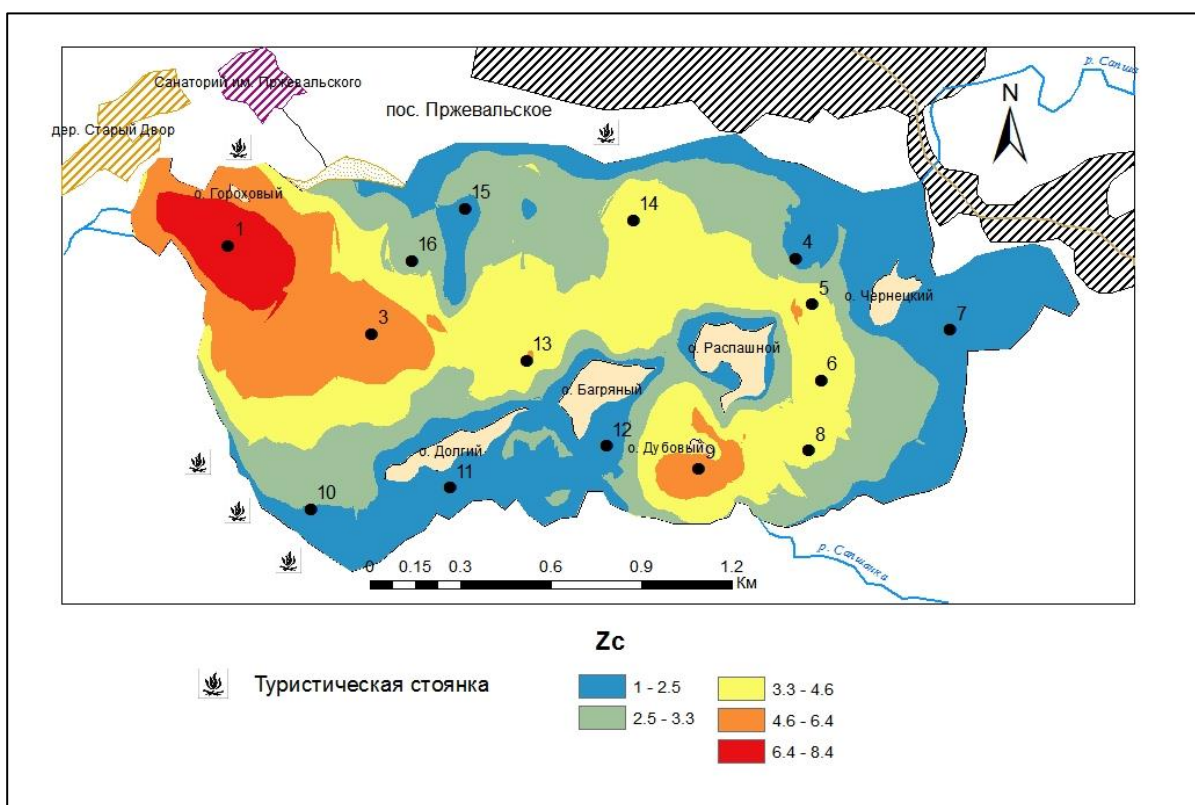 Санаторий им. Пржевальского
пос. Пржевальское
р. Сапша
N
дер. Старый Двор
о. Гороховый
15
14
1
16
4
5
о. Чернецкий
7
3
13
о. Распашной
6
о. Багряный
12
8
о. Долгий
о. Дубовый
9
11
10
р. Сапшанка
0 0.15 0.3 0.6 0.9 1.2
Км
Zc
Туристическая стоянка
1 - 2.5
2.5 - 3.3
3.3 - 4.6
4.6 - 6.4
6.4 - 8.4